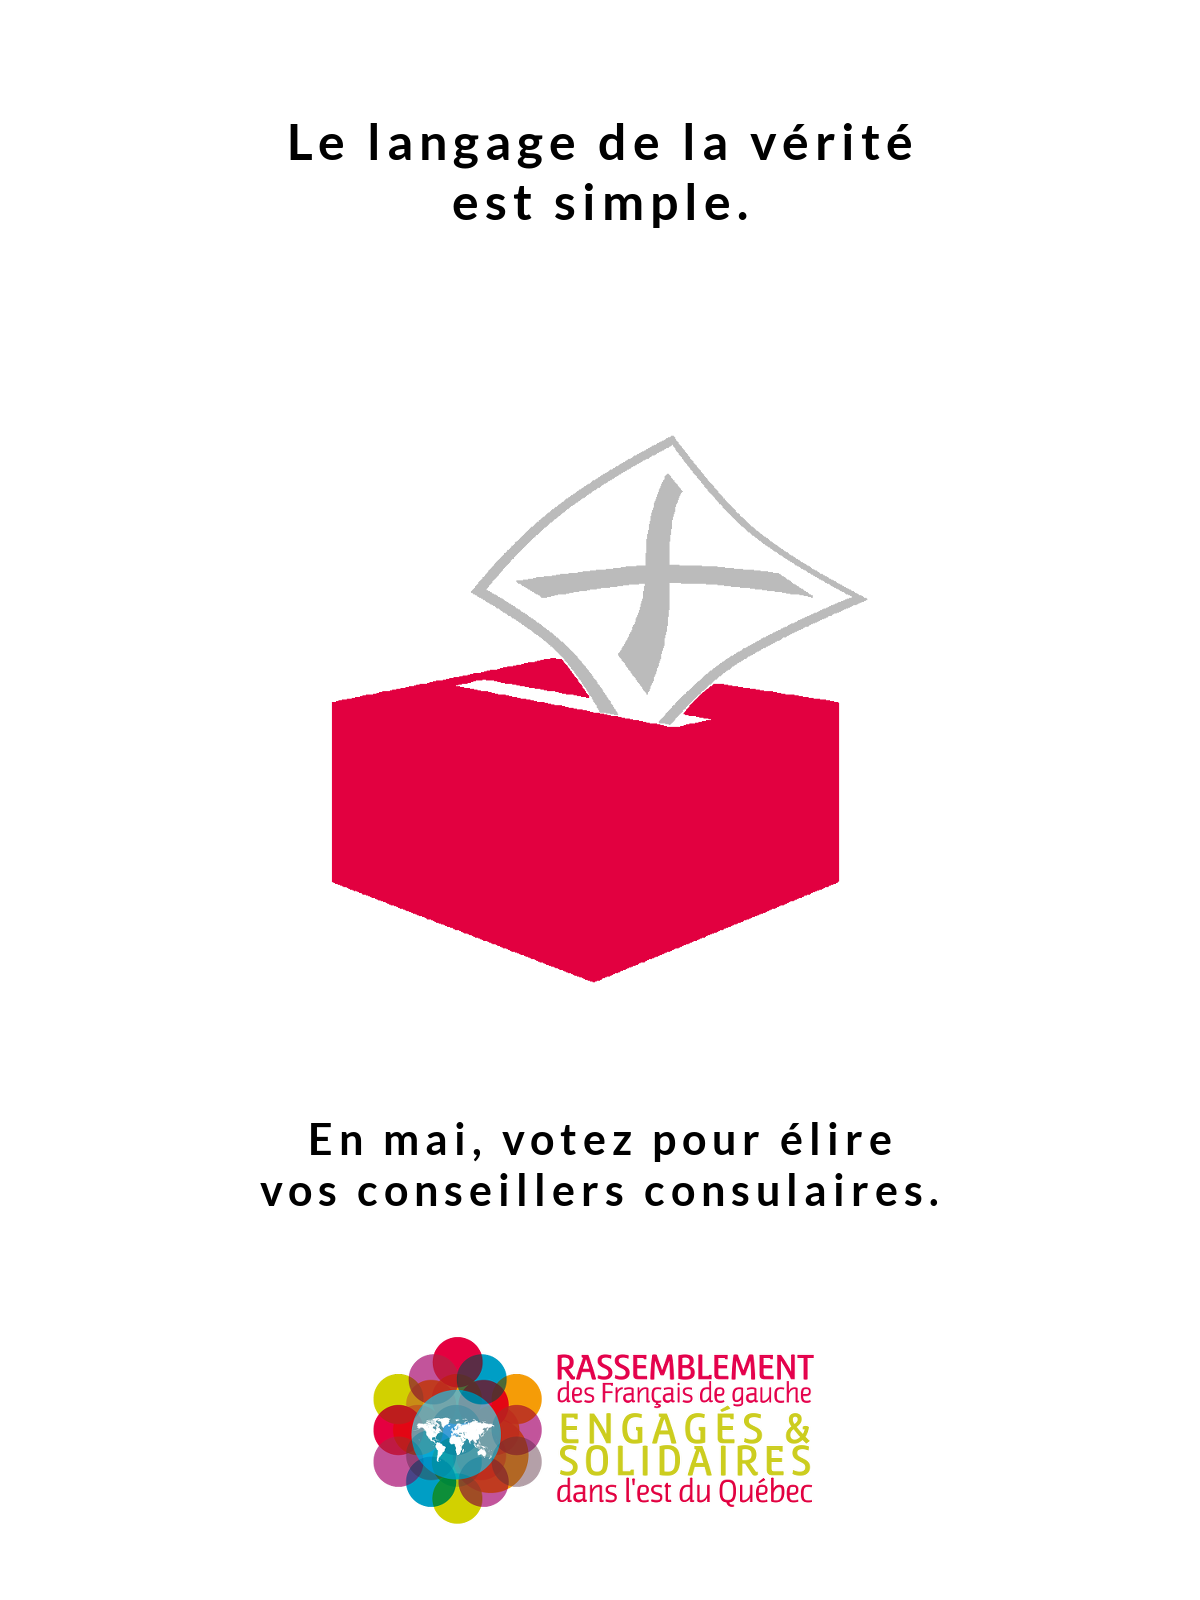 Le langage de la vérité
est simple.
En mai, votez pour élire
vos conseillers consulaires.
RASSEMBLEMENT
des Français de gauche
ENGAGÉS &
SOLIDAIRES
dans l'est du Québec